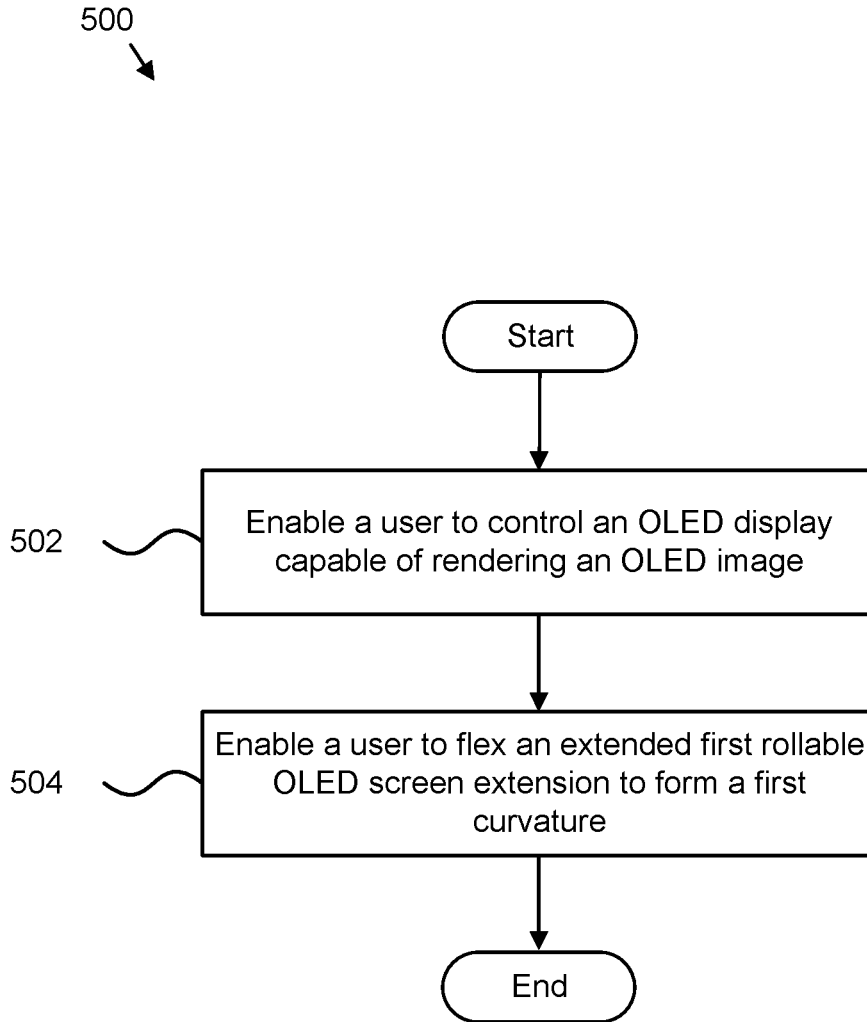 500
Start
502
Enable a user to control an OLED display
capable of rendering an OLED image
504
Enable a user to flex an extended first rollable
OLED screen extension to form a first
curvature
End